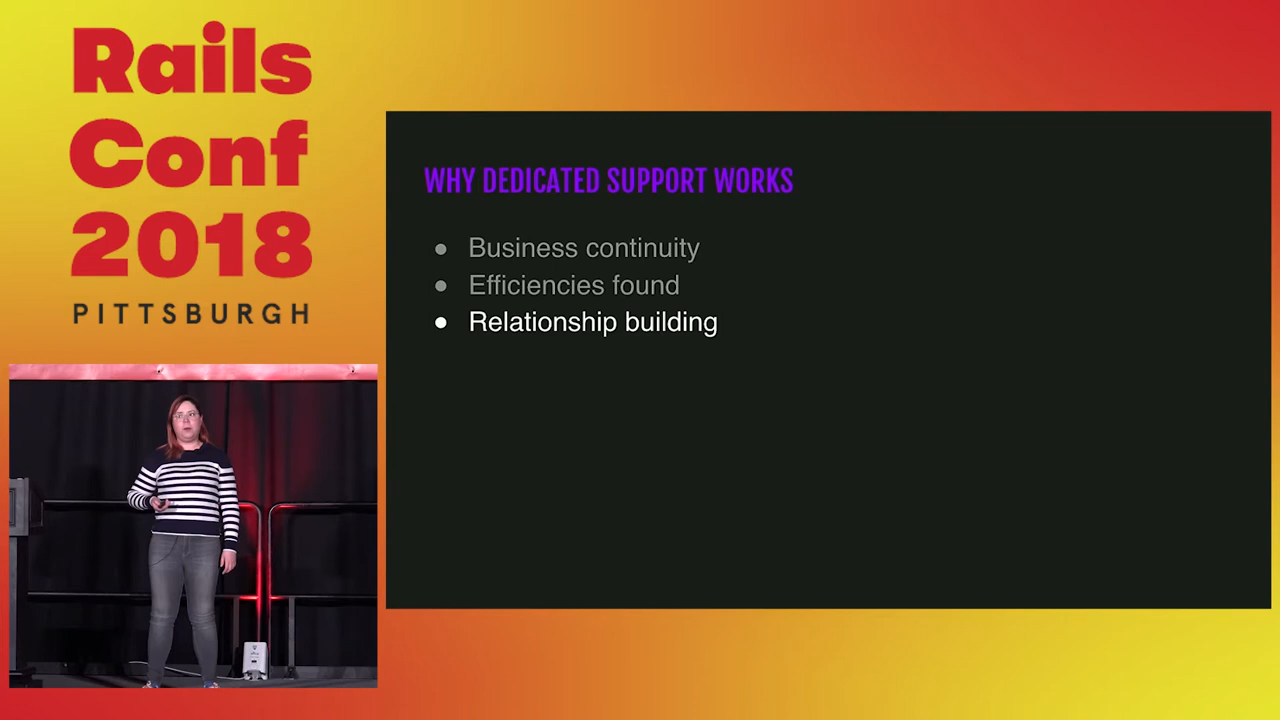 Rails
Conf
2018
PITTSBURGH
WHY DEDICATED SUPPORT WORKS
● Business continuity
● Efficiencies found
● Relationship building